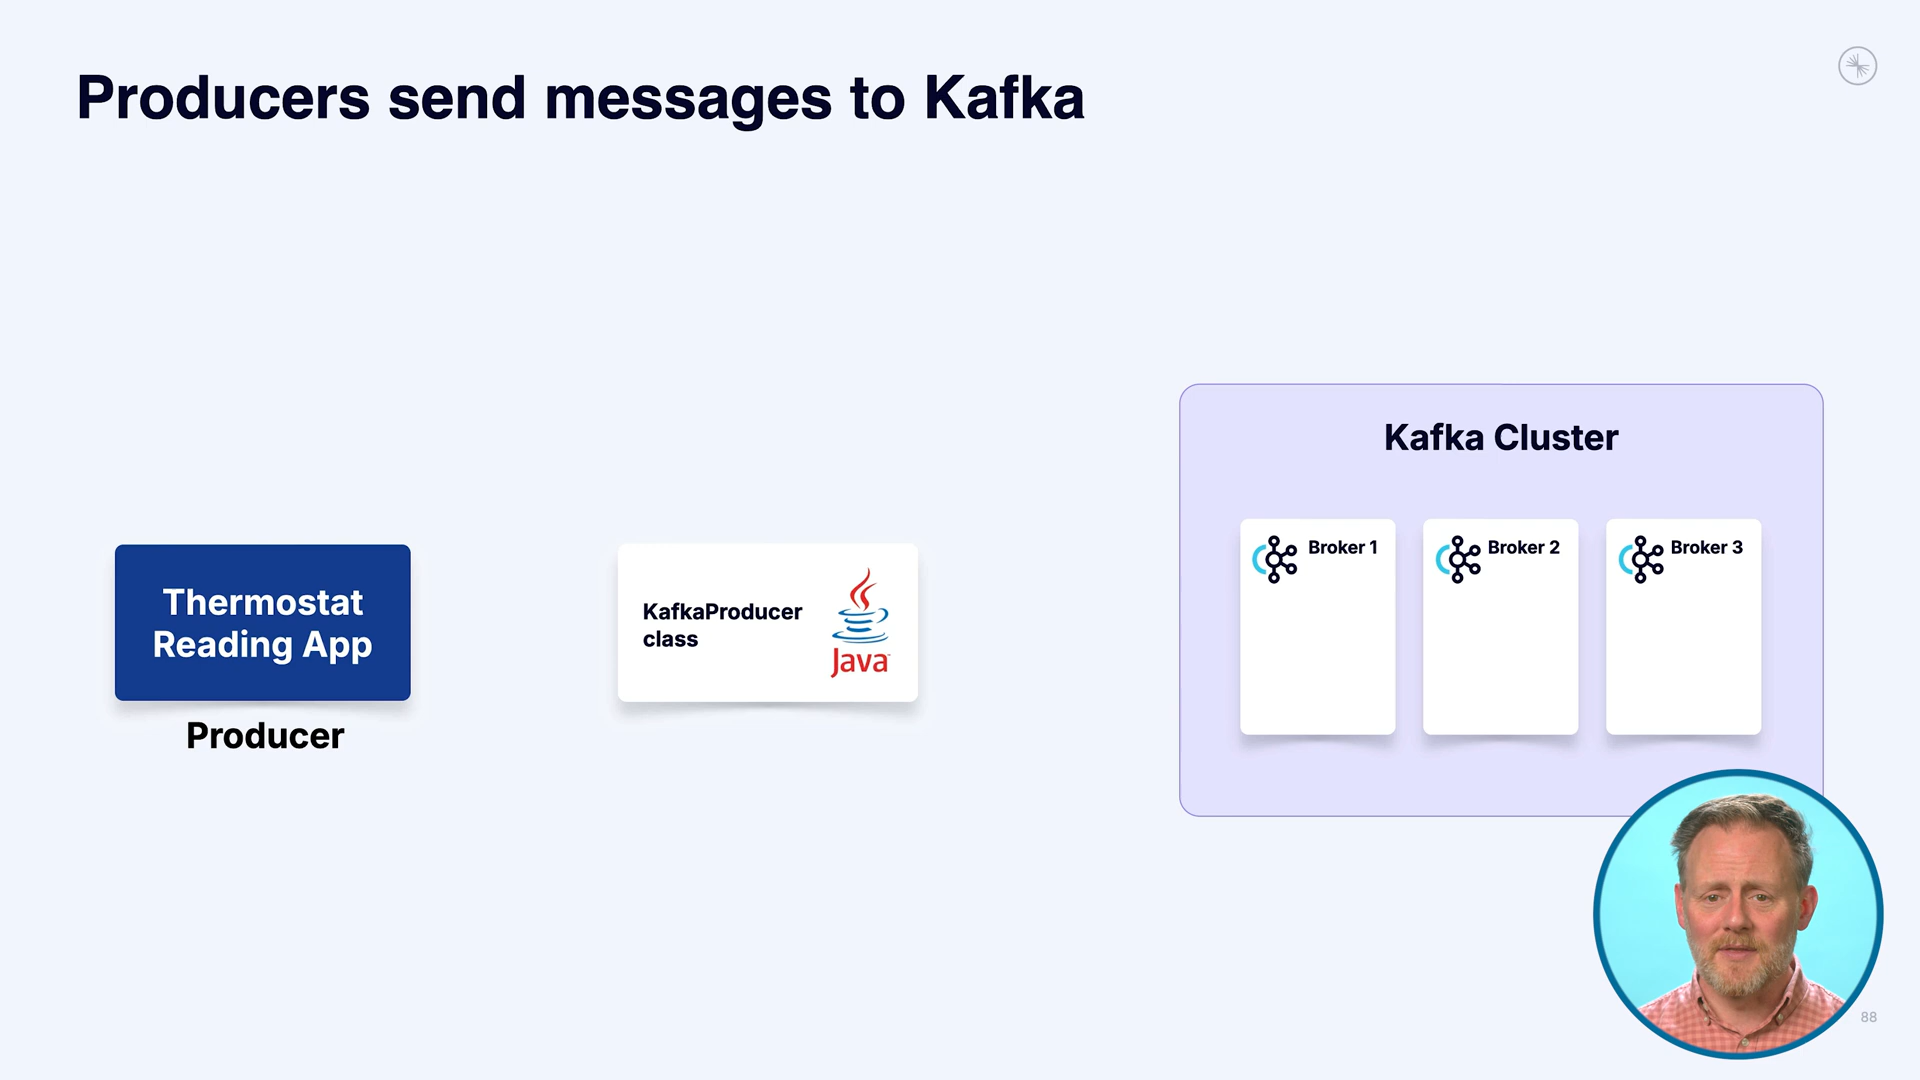 Producers send messages to Kafka
Kafka Cluster
Broker 1
Broker 2
Broker 3
Thermostat
Reading App
Producer
KafkaProducer
class
Java
88